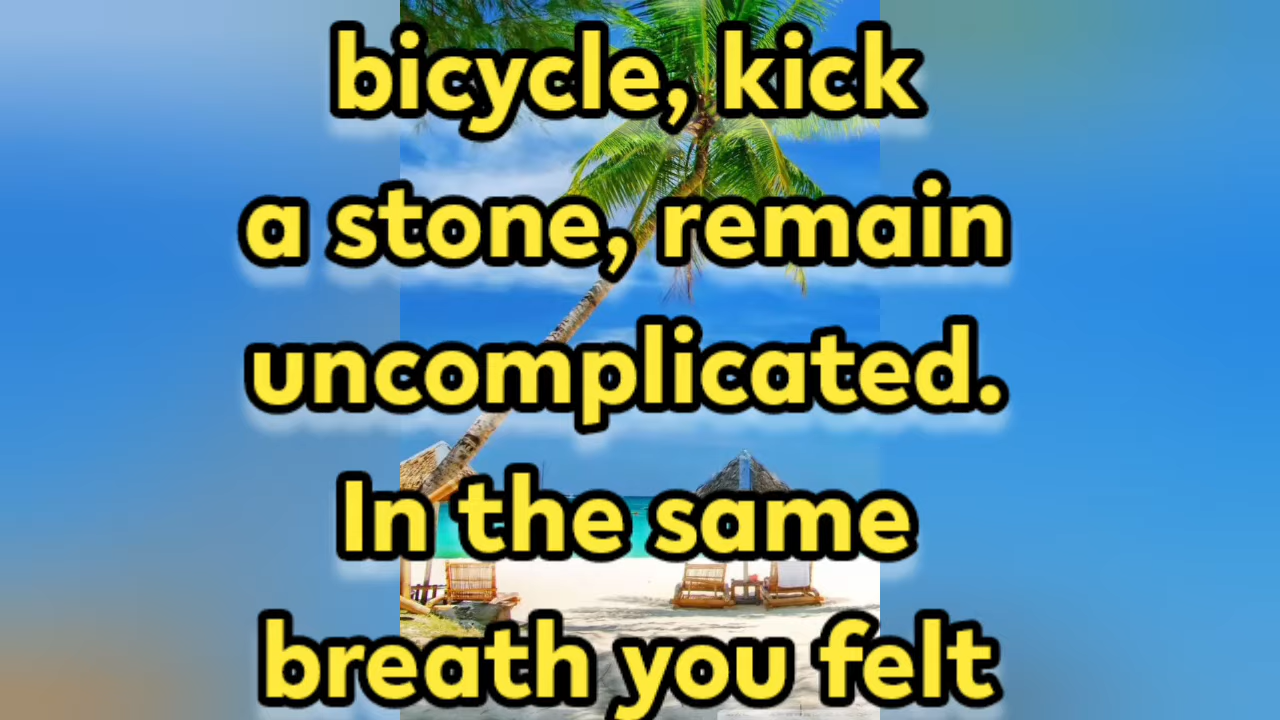 bicycle, kick
a stone, remain
uncomplicated.
In the same
breath you felt